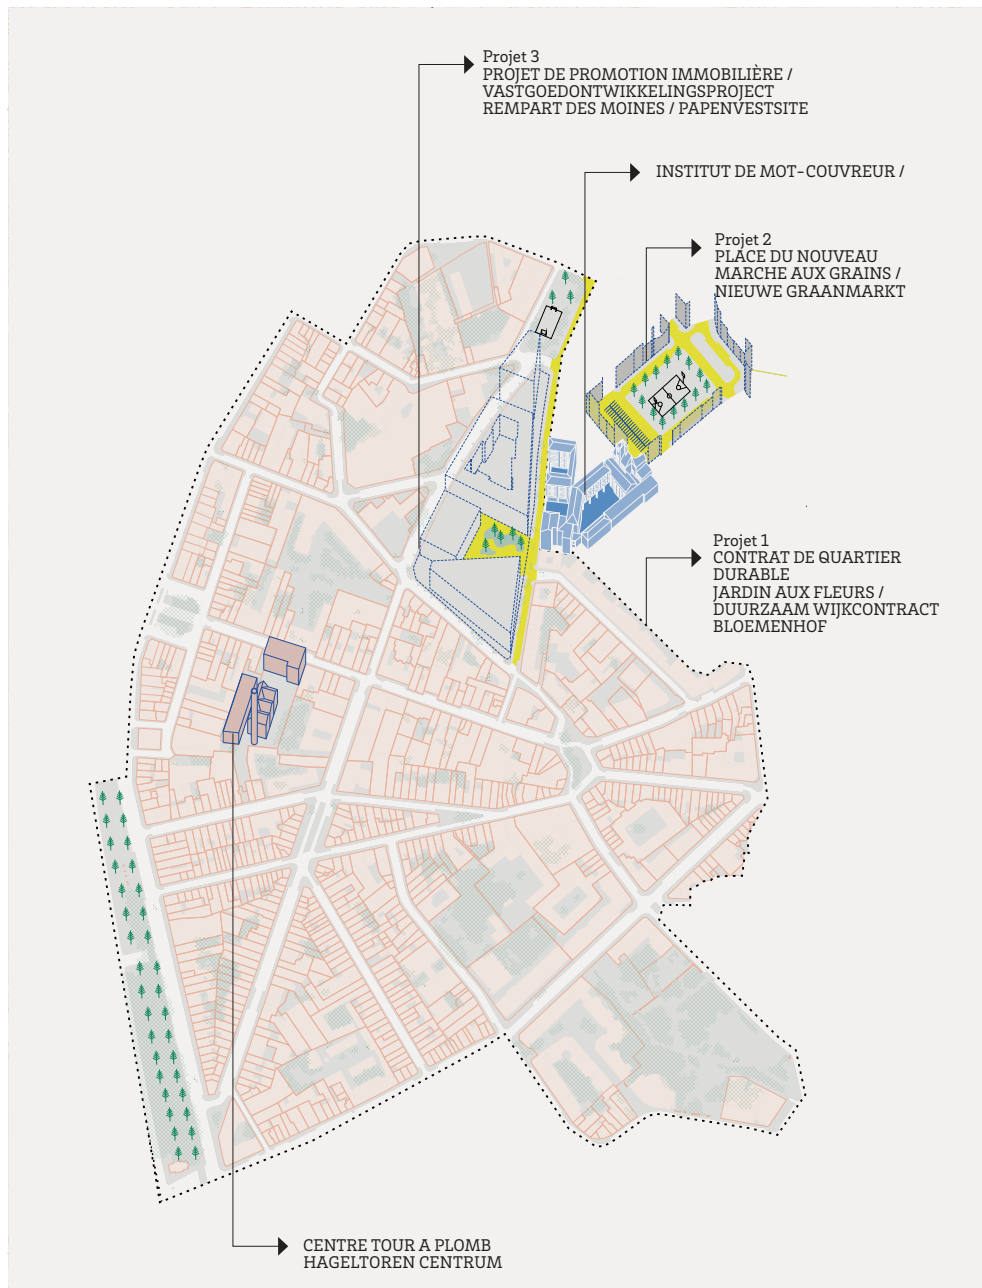 Projet 3
PROJET DE PROMOTION IMMOBILIÈRE /
VASTGOEDONTWIKKELINGSPROJECT
REMPART DES MOINES / PAPENVESTSITE
INSTITUT DE MOT-COUVREUR /
Projet 2
PLACE DU NOUVEAU
MARCHE AUX GRAINS /
NIEUWE GRAANMARKT
Projet 1
CONTRAT DE QUARTIER
DURABLE
JARDIN AUX FLEURS /
DUURZAAM WIJKCONTRACT
BLOEMENHOF
CENTRE TOUR A PLOMB
HAGELTOREN CENTRUM